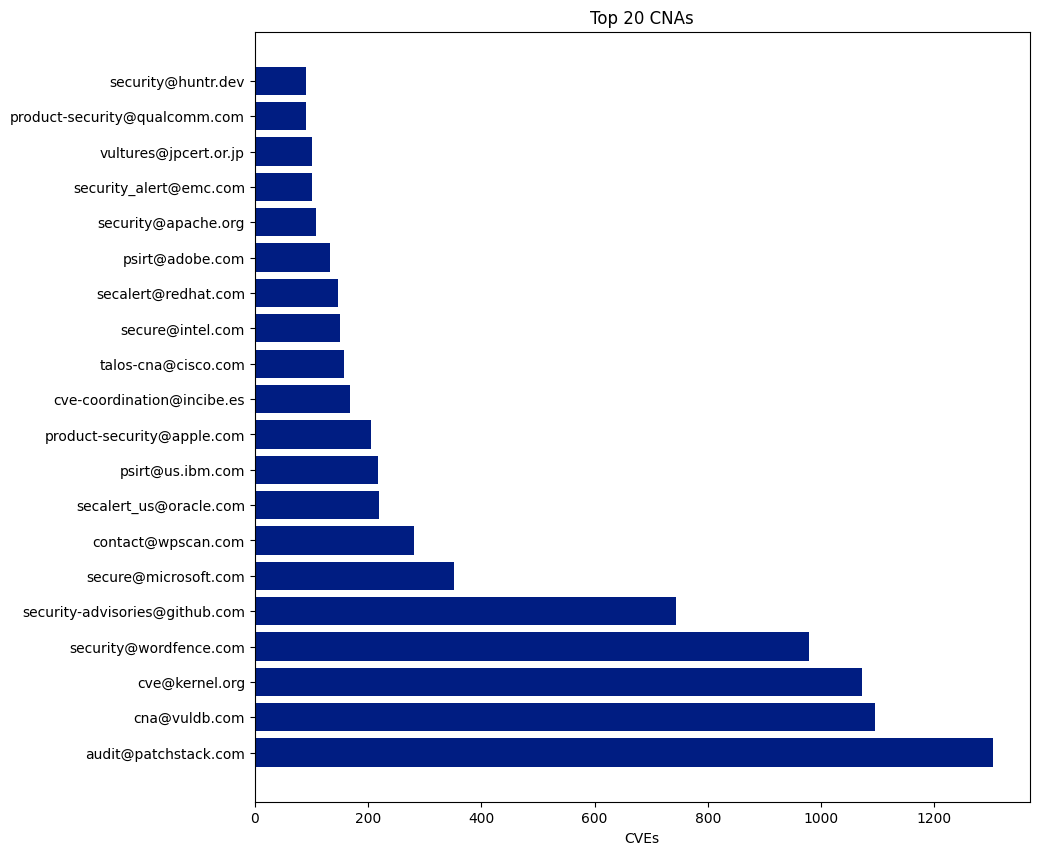 Top 20 CNAs
security@huntr.dev
product-security@qualcomm.com
vultures@jpcert.or.jp
security_alert@emc.com
security@apache.org
psirt@adobe.com
secalert@redhat.com
secure@intel.com
talos-cna@cisco.com
cve-coordination@incibe.es
product-security@apple.com
psirt@us.ibm.com
secalert_us@oracle.com
contact@wpscan.com
secure@microsoft.com
security-advisories@github.com
security@wordfence.com
cve@kernel.org
cna@vuldb.com
audit@patchstack.com
0 200 400 600 800 1000 1200
CVEs